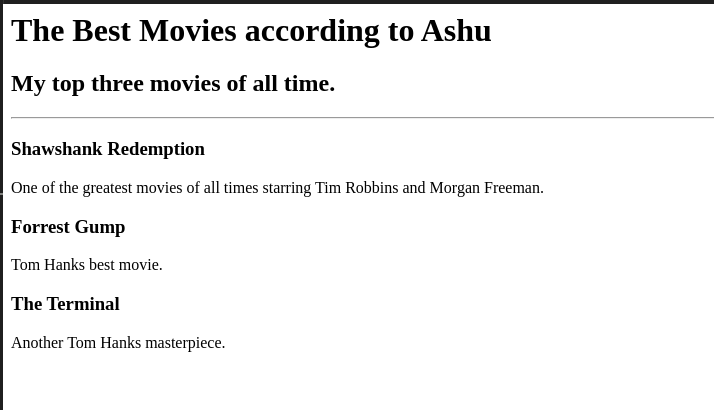 The Best Movies according to Ashu
My top three movies of all time.
Shawshank Redemption
One of the greatest movies of all times starring Tim Robbins and Morgan Freeman.
Forrest Gump
Tom Hanks best movie.
The Terminal
Another Tom Hanks masterpiece.